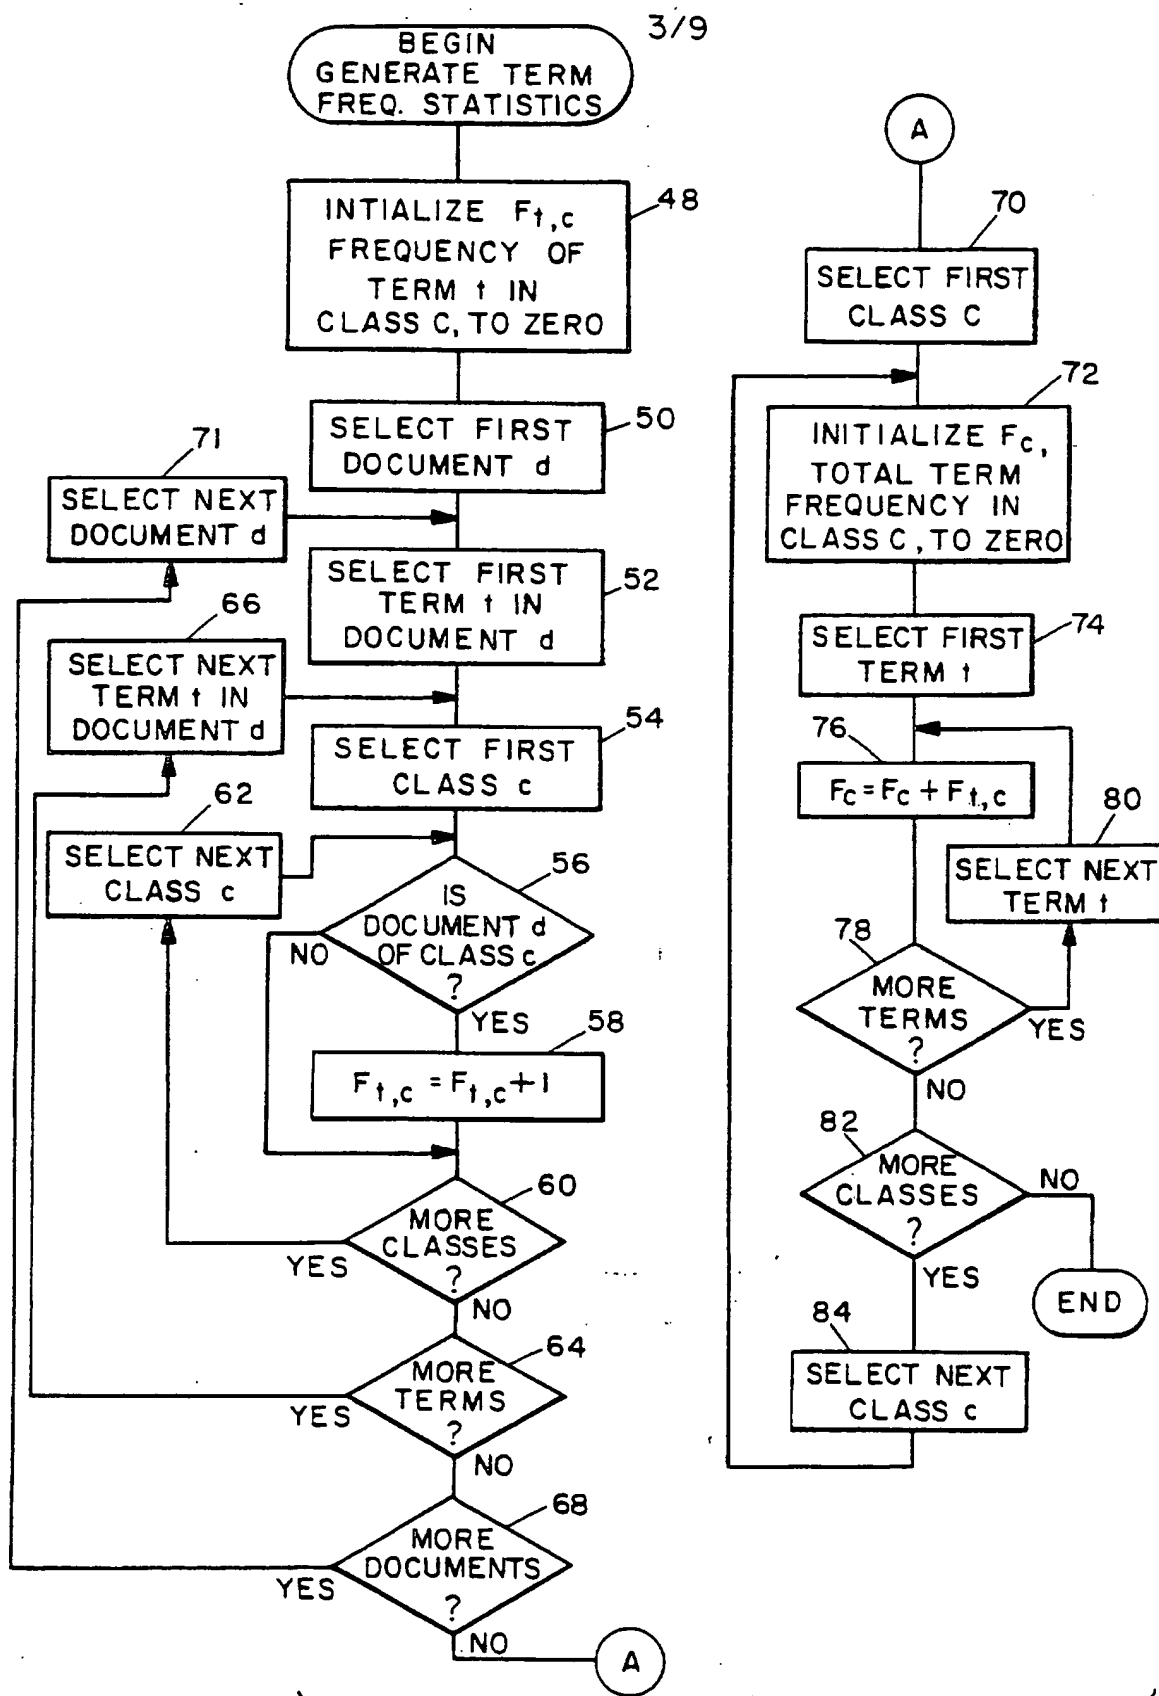 3/9
BEGIN
GENERATE TERM
FREQ. STATISTICS
48
INTIALIZE Ft,c
FREQUENCY OF
TERM t IN
CLASS C, TO ZERO
50
SELECT FIRST
DOCUMENT d
71
SELECT NEXT
DOCUMENT d
52
SELECT FIRST
TERM t IN
DOCUMENT d
66
SELECT NEXT
TERM t IN
DOCUMENT d
54
SELECT FIRST
CLASS c
62
SELECT NEXT
CLASS c
56
IS
DOCUMENT d
OF CLASS c
?
NO
YES
58
Ft,c = Ft,c + 1
60
MORE
CLASSES
?
YES
NO
64
MORE
TERMS
?
YES
NO
68
MORE
DOCUMENTS
?
YES
NO
A
A
70
SELECT FIRST
CLASS C
72
INITIALIZE Fc,
TOTAL TERM
FREQUENCY IN
CLASS C, TO ZERO
74
SELECT FIRST
TERM t
76
Fc = Fc + Ft,c
80
SELECT NEXT
TERM t
78
MORE
TERMS
?
YES
NO
82
MORE
CLASSES
?
NO
YES
END
84
SELECT NEXT
CLASS c